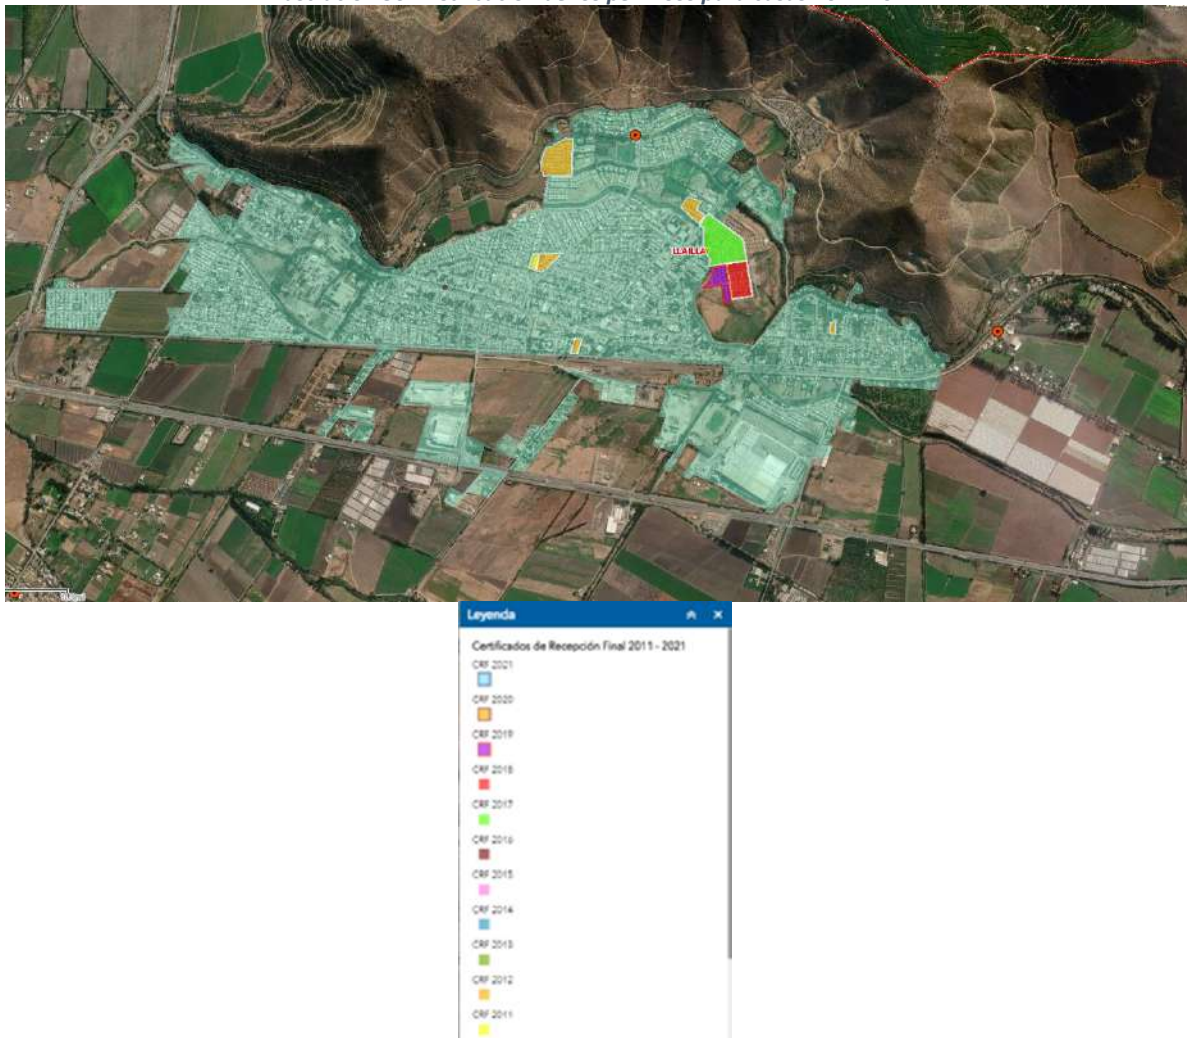 LLAILLA
Leyenda
Certificados de Recepción Final 2011 - 2021
CRF 2021
CRF 2020
CRF 2019
CRF 2018
CRF 2017
CRF 2016
CRF 2015
CRF 2014
CRF 2013
CRF 2012
CRF 2011